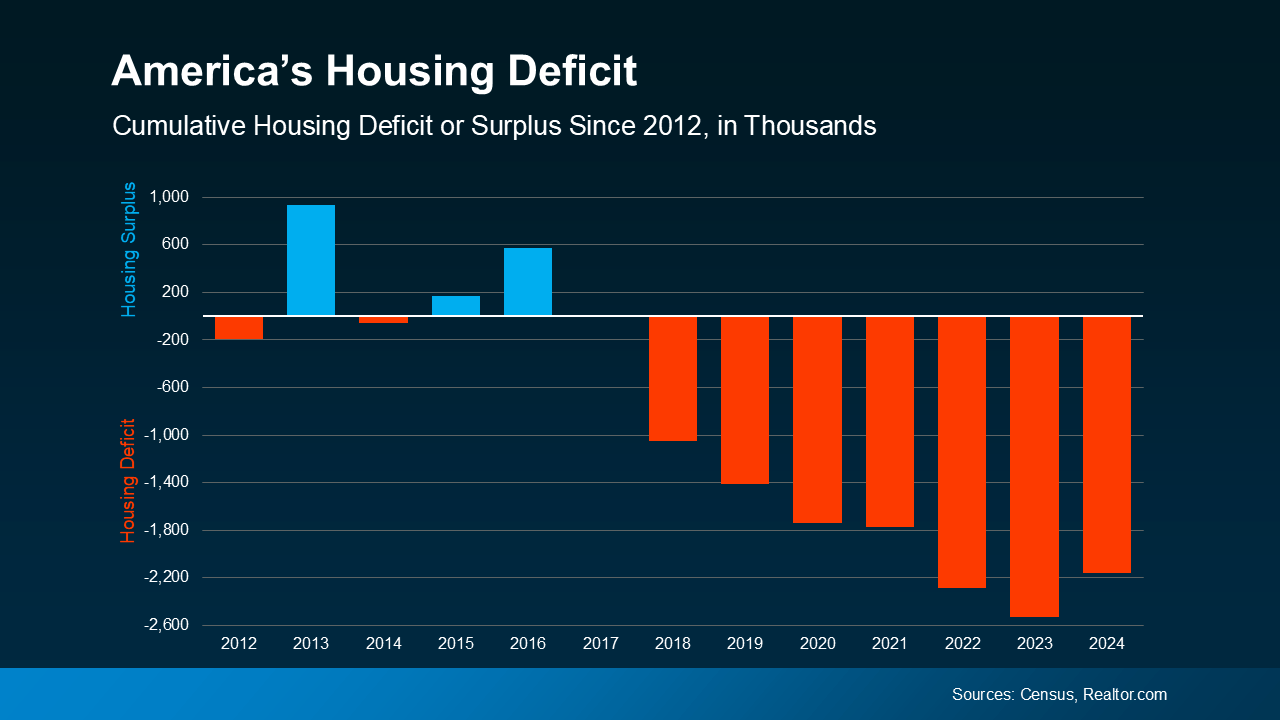 America’s Housing Deficit
Cumulative Housing Deficit or Surplus Since 2012, in Thousands
Housing Surplus
Housing Deficit
1,000
600
200
-200
-600
-1,000
-1,400
-1,800
-2,200
-2,600
2012 2013 2014 2015 2016 2017 2018 2019 2020 2021 2022 2023 2024
Sources: Census, Realtor.com